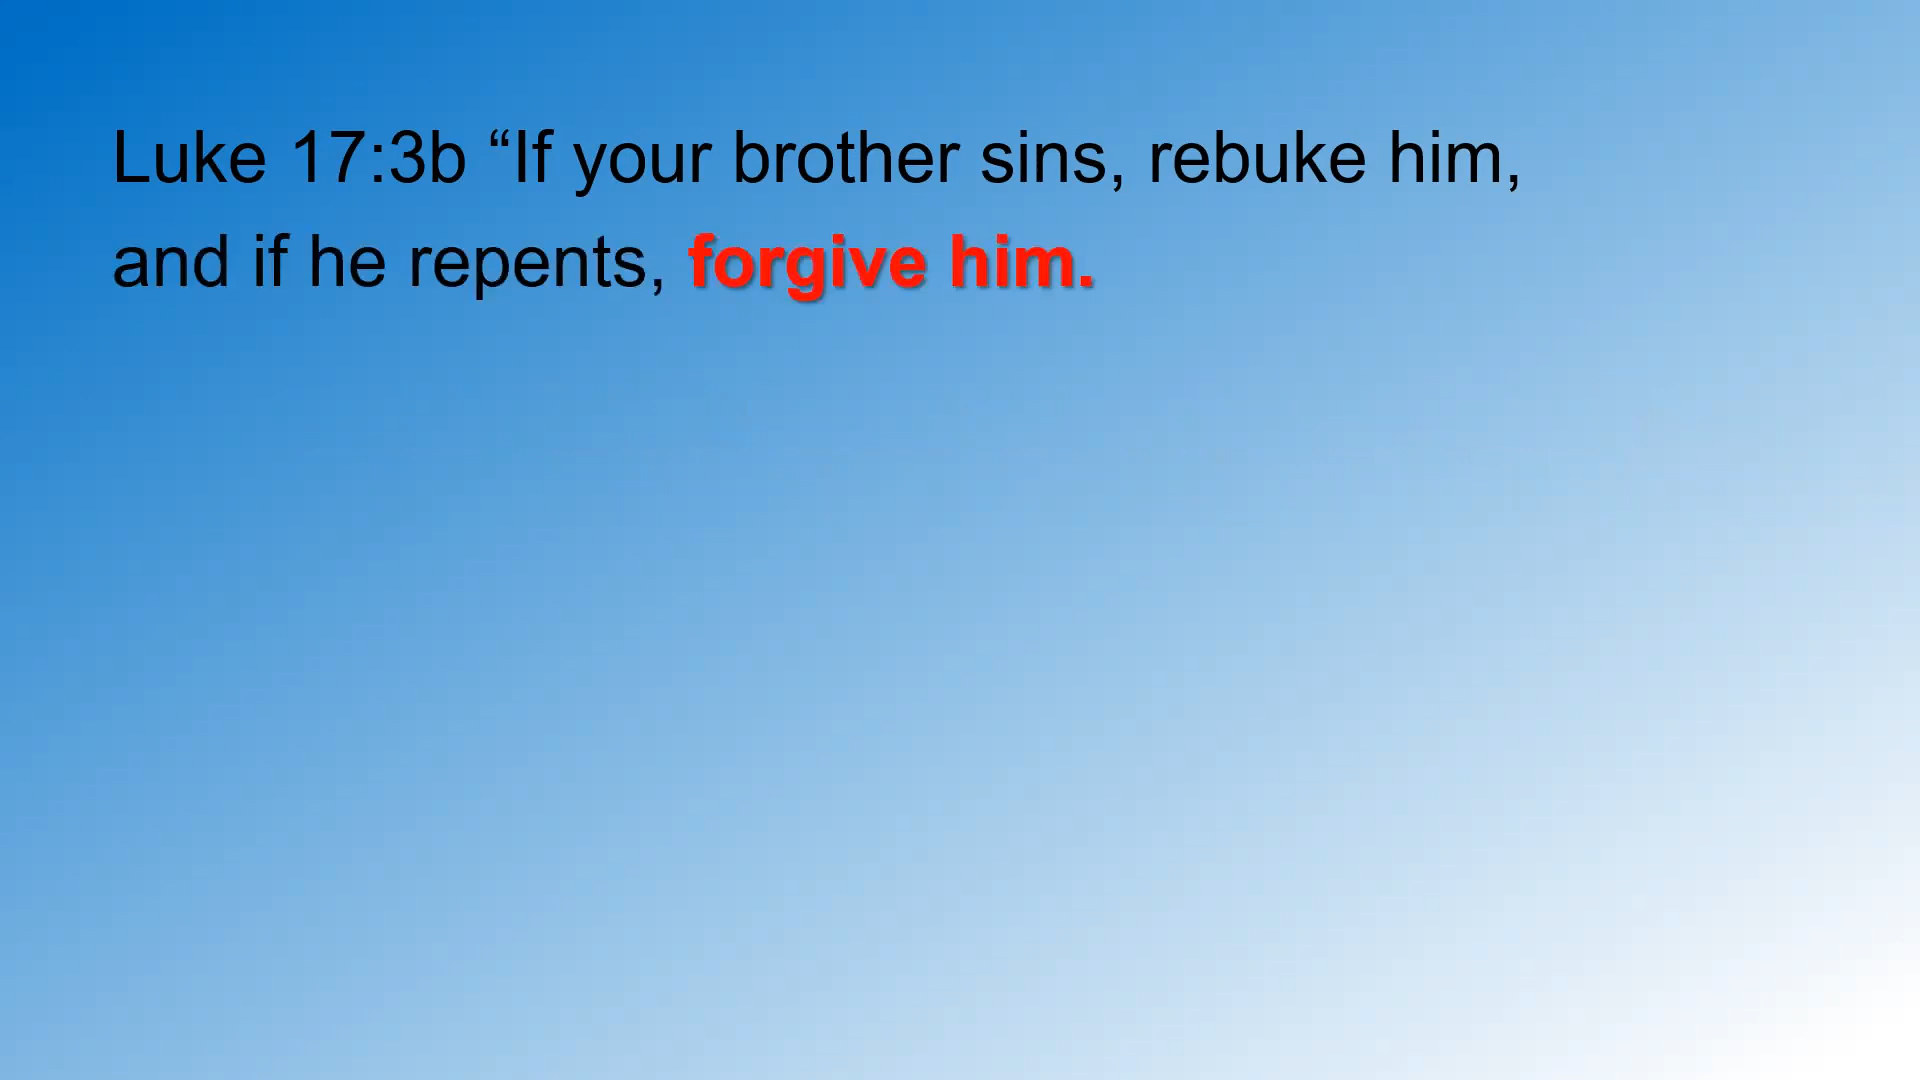 Luke 17:3b “If your brother sins, rebuke him,
and if he repents, forgive him.